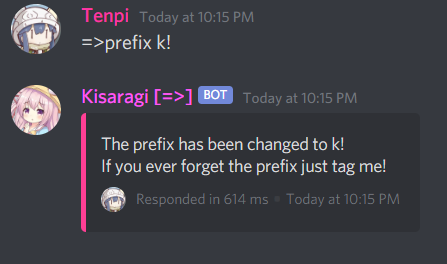 Tenpi Today at 10:15 PM
=>prefix k!
Kisaragi [=>] BOT Today at 10:15 PM
The prefix has been changed to k!
If you ever forget the prefix just tag me!
Responded in 614 ms • Today at 10:15 PM